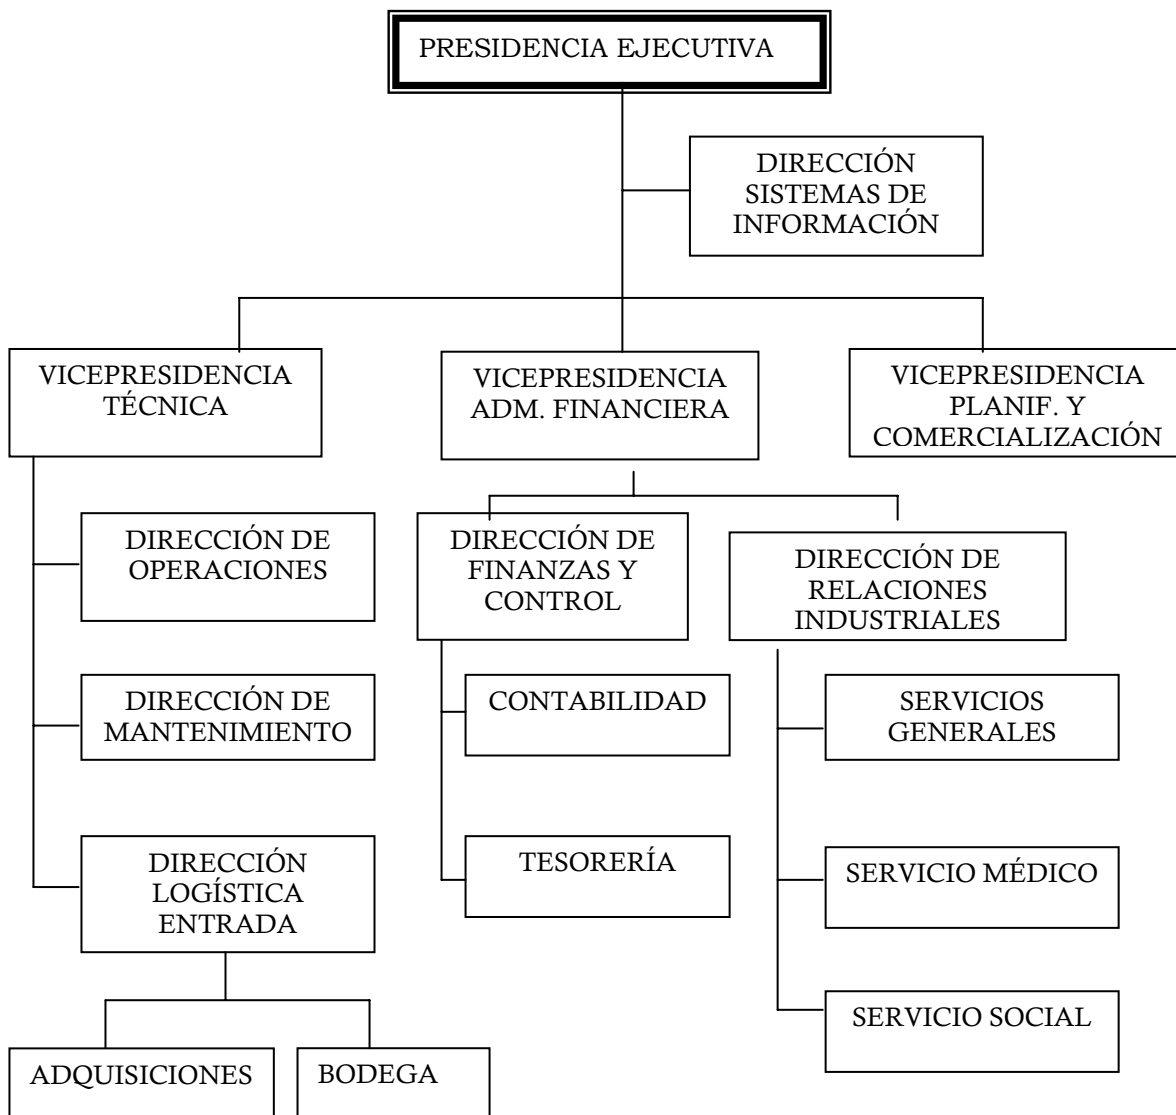 PRESIDENCIA EJECUTIVA
DIRECCIÓN
SISTEMAS DE
INFORMACIÓN
VICEPRESIDENCIA
TÉCNICA
VICEPRESIDENCIA
ADM. FINANCIERA
VICEPRESIDENCIA
PLANIF. Y
COMERCIALIZACIÓN
DIRECCIÓN DE
OPERACIONES
DIRECCIÓN DE
FINANZAS Y
CONTROL
DIRECCIÓN DE
RELACIONES
INDUSTRIALES
DIRECCIÓN DE
MANTENIMIENTO
CONTABILIDAD
SERVICIOS
GENERALES
DIRECCIÓN
LOGÍSTICA
ENTRADA
TESORERÍA
SERVICIO MÉDICO
SERVICIO SOCIAL
ADQUISICIONES
BODEGA